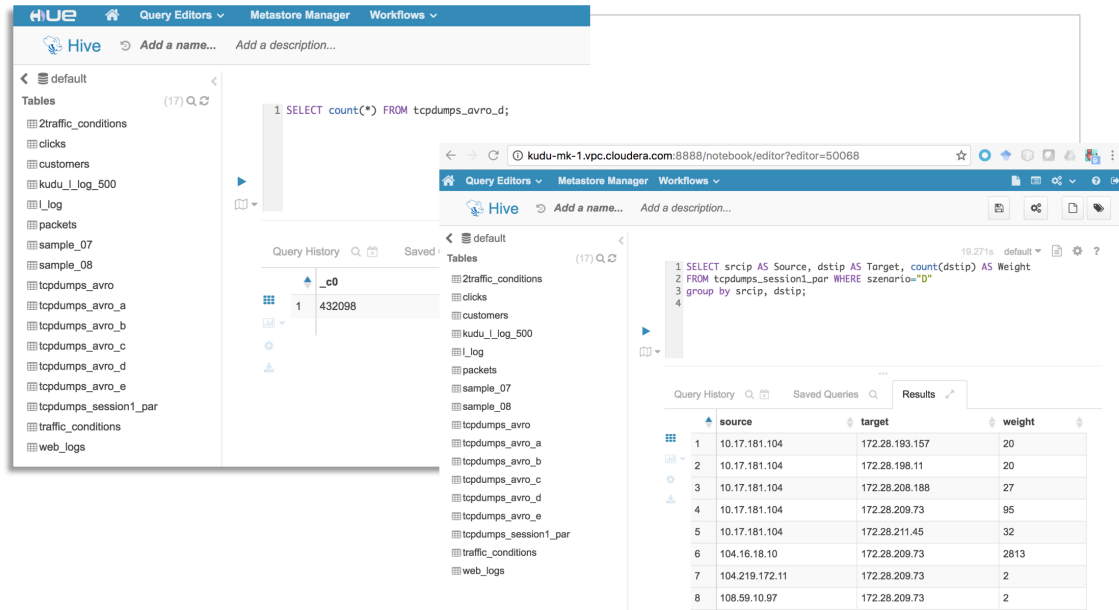 HUE Query Editors Metastore Manager Workflows
Hive Add a name... Add a description...
default
Tables (17)
2traffic_conditions
clicks
customers
kudu_l_log_500
l_log
packets
sample_07
sample_08
tcpdumps_avro
tcpdumps_avro_a
tcpdumps_avro_b
tcpdumps_avro_c
tcpdumps_avro_d
tcpdumps_avro_e
tcpdumps_session1_par
traffic_conditions
web_logs
1 SELECT count(*) FROM tcpdumps_avro_d;
Query History Saved
_c0
1 432098
kudu-mk-1.vpc.cloudera.com:8888/notebook/editor?editor=50068
Query Editors Metastore Manager Workflows
Hive Add a name... Add a description...
default
Tables (17)
2traffic_conditions
clicks
customers
kudu_l_log_500
l_log
packets
sample_07
sample_08
tcpdumps_avro
tcpdumps_avro_a
tcpdumps_avro_b
tcpdumps_avro_c
tcpdumps_avro_d
tcpdumps_avro_e
tcpdumps_session1_par
traffic_conditions
web_logs
19.271s default ?
1 SELECT srcip AS Source, dstip AS Target, count(dstip) AS Weight
2 FROM tcpdumps_session1_par WHERE szenario="D"
3 group by srcip, dstip;
4
Query History Saved Queries Results
source target weight
1 10.17.181.104 172.28.193.157 20
2 10.17.181.104 172.28.198.11 20
3 10.17.181.104 172.28.208.188 27
4 10.17.181.104 172.28.209.73 95
5 10.17.181.104 172.28.211.45 32
6 104.16.18.10 172.28.209.73 2813
7 104.219.172.11 172.28.209.73 2
8 108.59.10.97 172.28.209.73 2